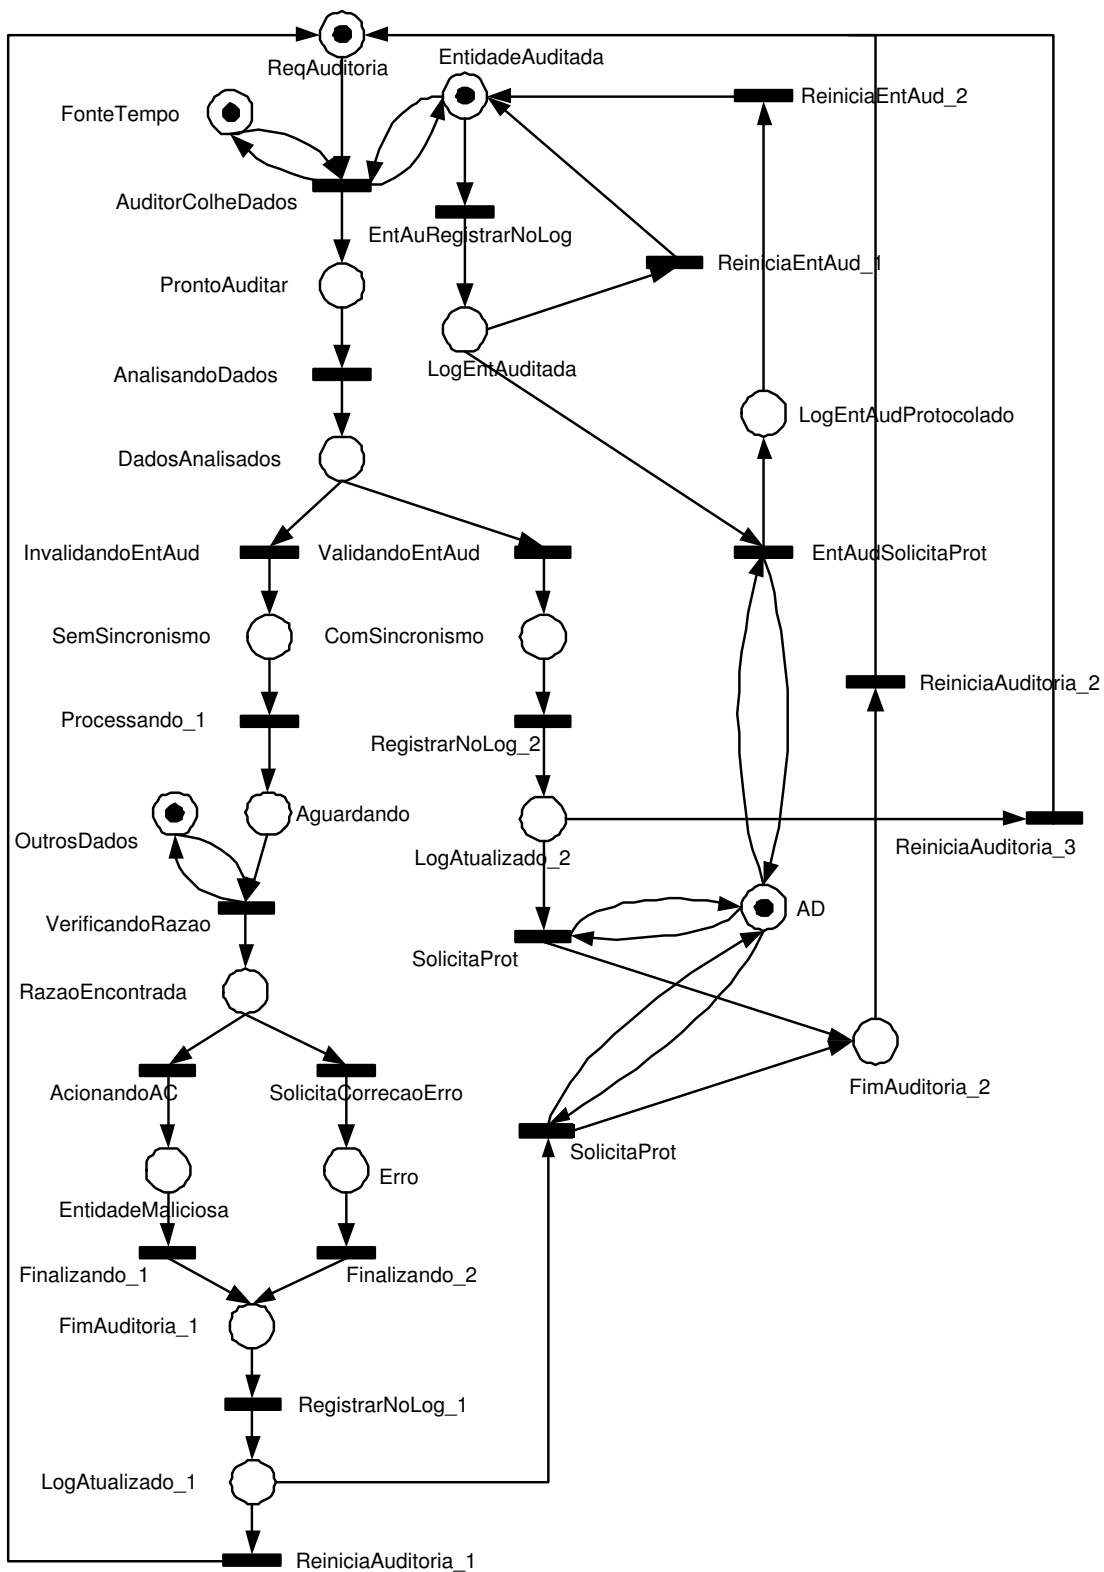 EntidadeAuditada
ReqAuditoria
ReiniciaEntAud_2
FonteTempo
AuditorColheDados
EntAuRegistrarNoLog
ReiniciaEntAud_1
ProntoAuditar
LogEntAuditada
AnalisandoDados
LogEntAudProtocolado
DadosAnalisados
InvalidandoEntAud
ValidandoEntAud
EntAudSolicitaProt
SemSincronismo
ComSincronismo
ReiniciaAuditoria_2
Processando_1
RegistrarNoLog_2
Aguardando
OutrosDados
LogAtualizado_2
ReiniciaAuditoria_3
AD
VerificandoRazao
SolicitaProt
RazaoEncontrada
AcionandoAC
SolicitaCorrecaoErro
FimAuditoria_2
SolicitaProt
Erro
EntidadeMaliciosa
Finalizando_1
Finalizando_2
FimAuditoria_1
RegistrarNoLog_1
LogAtualizado_1
ReiniciaAuditoria_1